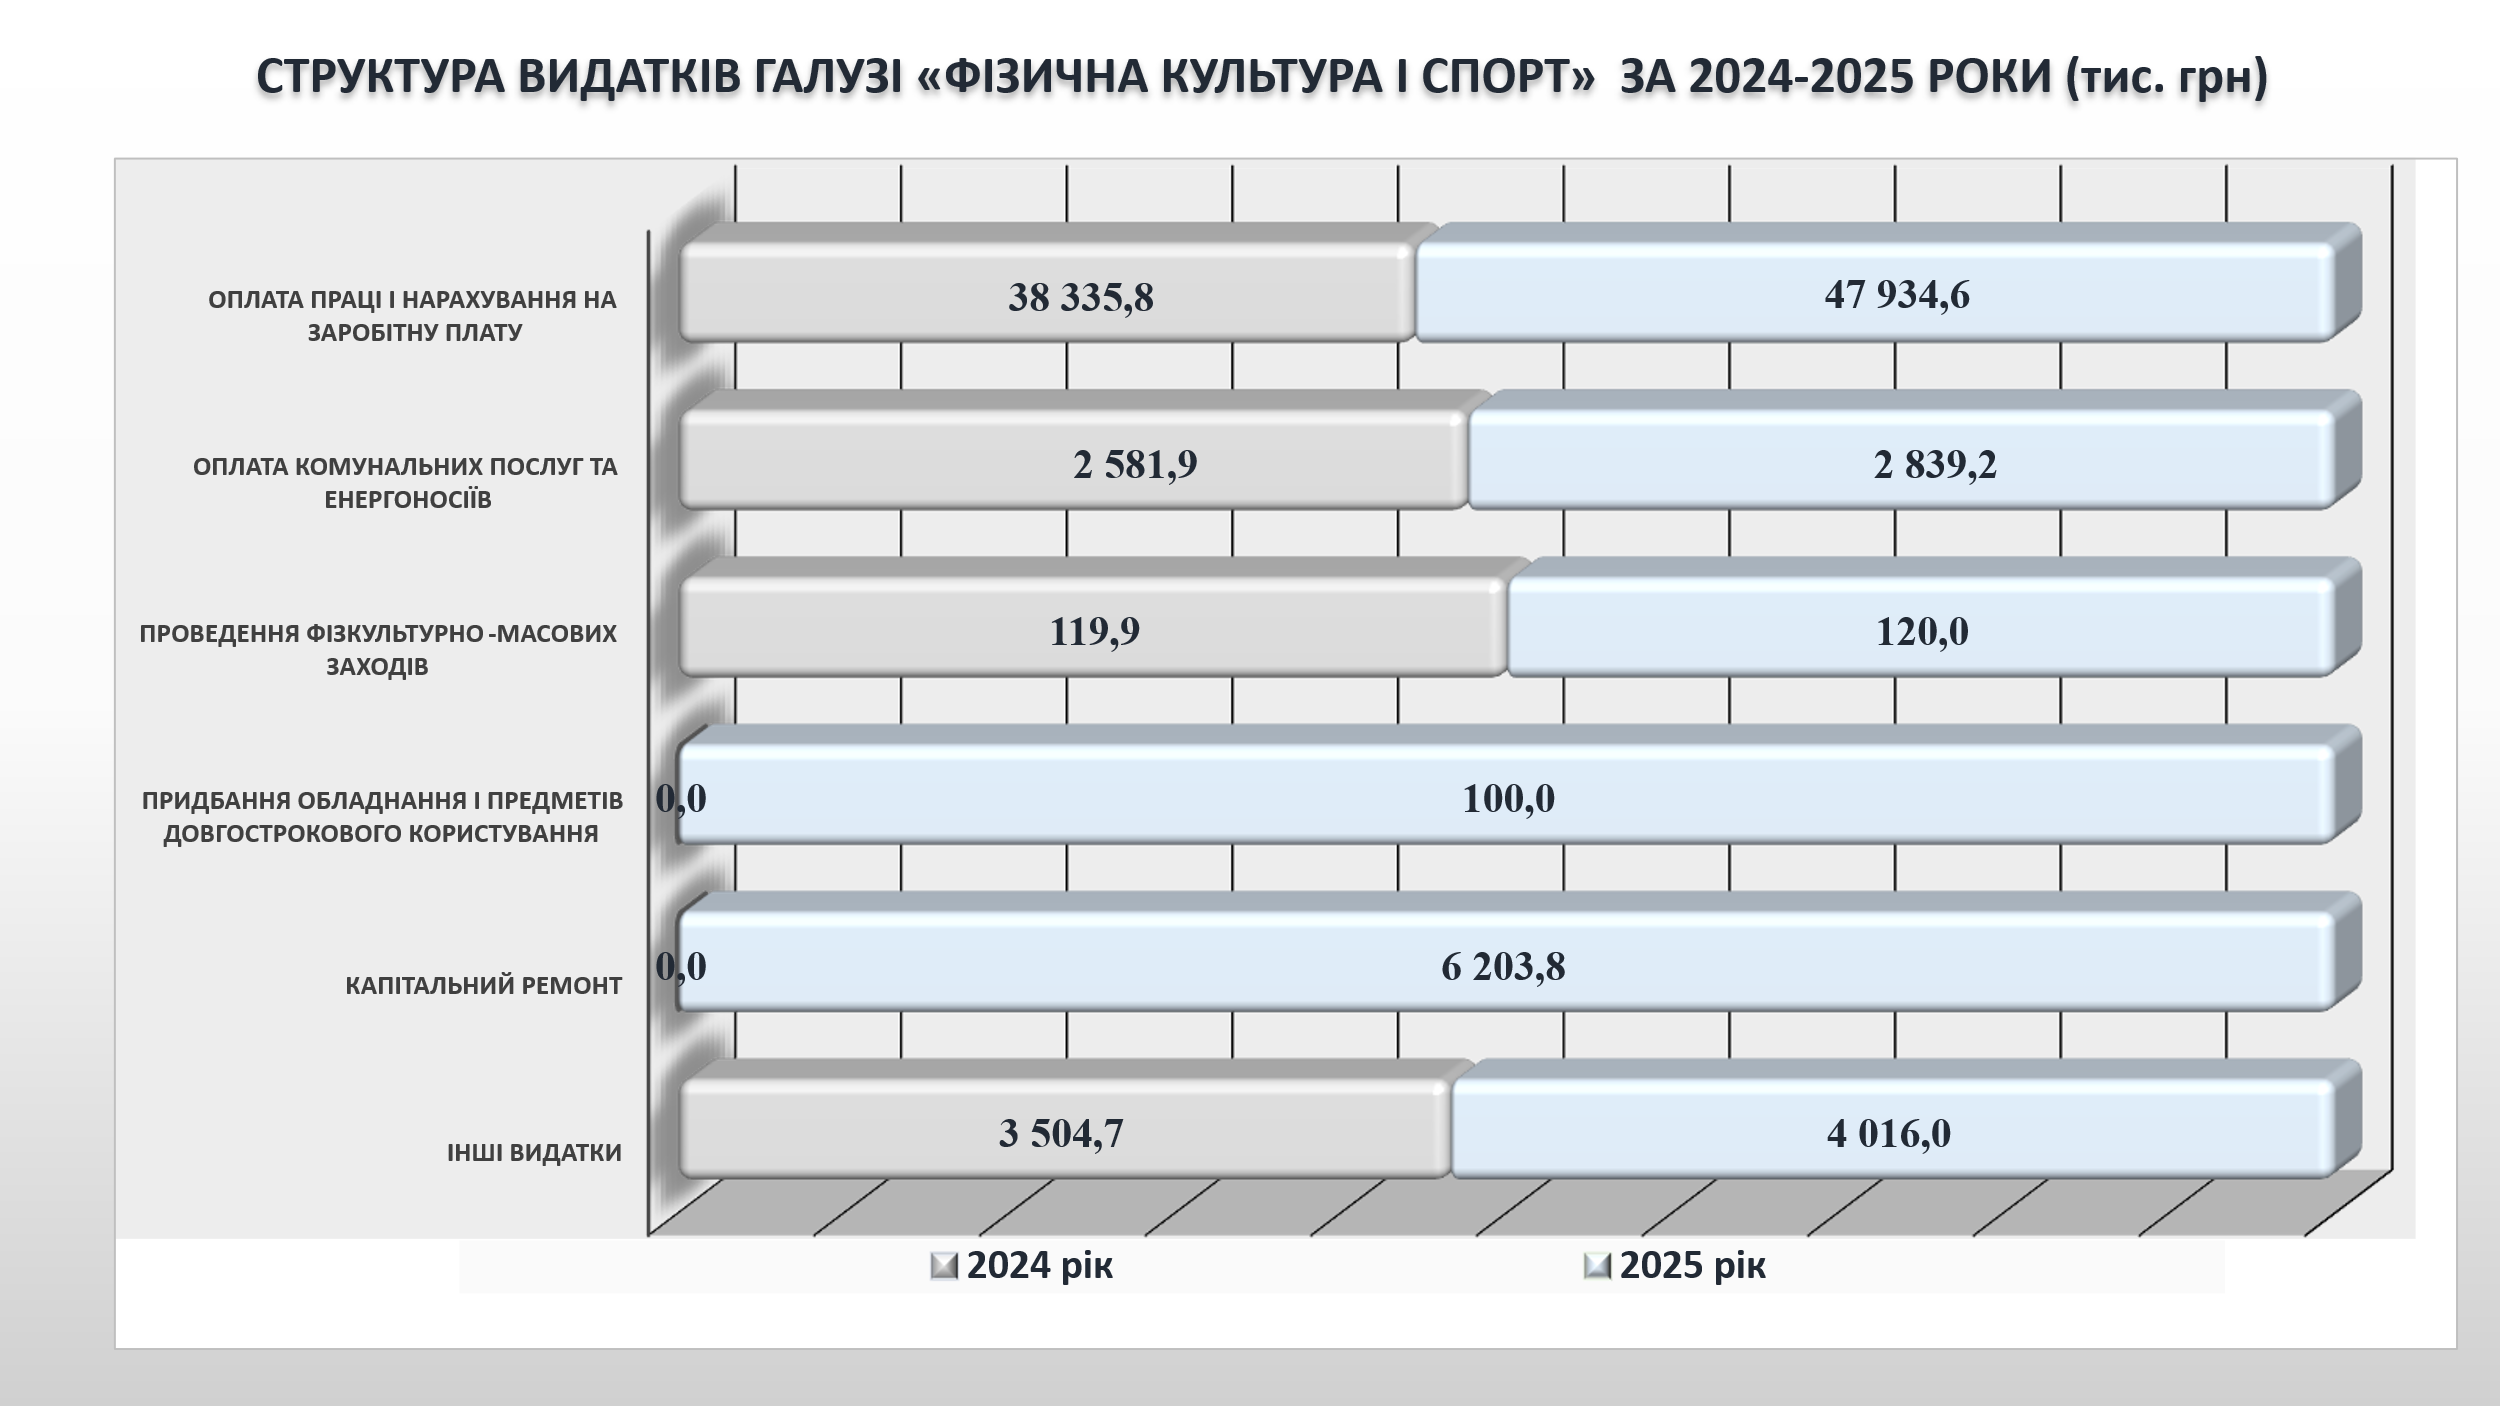 СТРУКТУРА ВИДАТКІВ ГАЛУЗІ «ФІЗИЧНА КУЛЬТУРА І СПОРТ» ЗА 2024-2025 РОКИ (тис. грн)
ОПЛАТА ПРАЦІ І НАРАХУВАННЯ НА
ЗАРОБІТНУ ПЛАТУ
38 335,8
47 934,6
ОПЛАТА КОМУНАЛЬНИХ ПОСЛУГ ТА
ЕНЕРГОНОСІЇВ
2 581,9
2 839,2
ПРОВЕДЕННЯ ФІЗКУЛЬТУРНО -МАСОВИХ
ЗАХОДІВ
119,9
120,0
ПРИДБАННЯ ОБЛАДНАННЯ І ПРЕДМЕТІВ
ДОВГОСТРОКОВОГО КОРИСТУВАННЯ
0,0
100,0
КАПІТАЛЬНИЙ РЕМОНТ
0,0
6 203,8
ІНШІ ВИДАТКИ
3 504,7
4 016,0
2024 рік
2025 рік